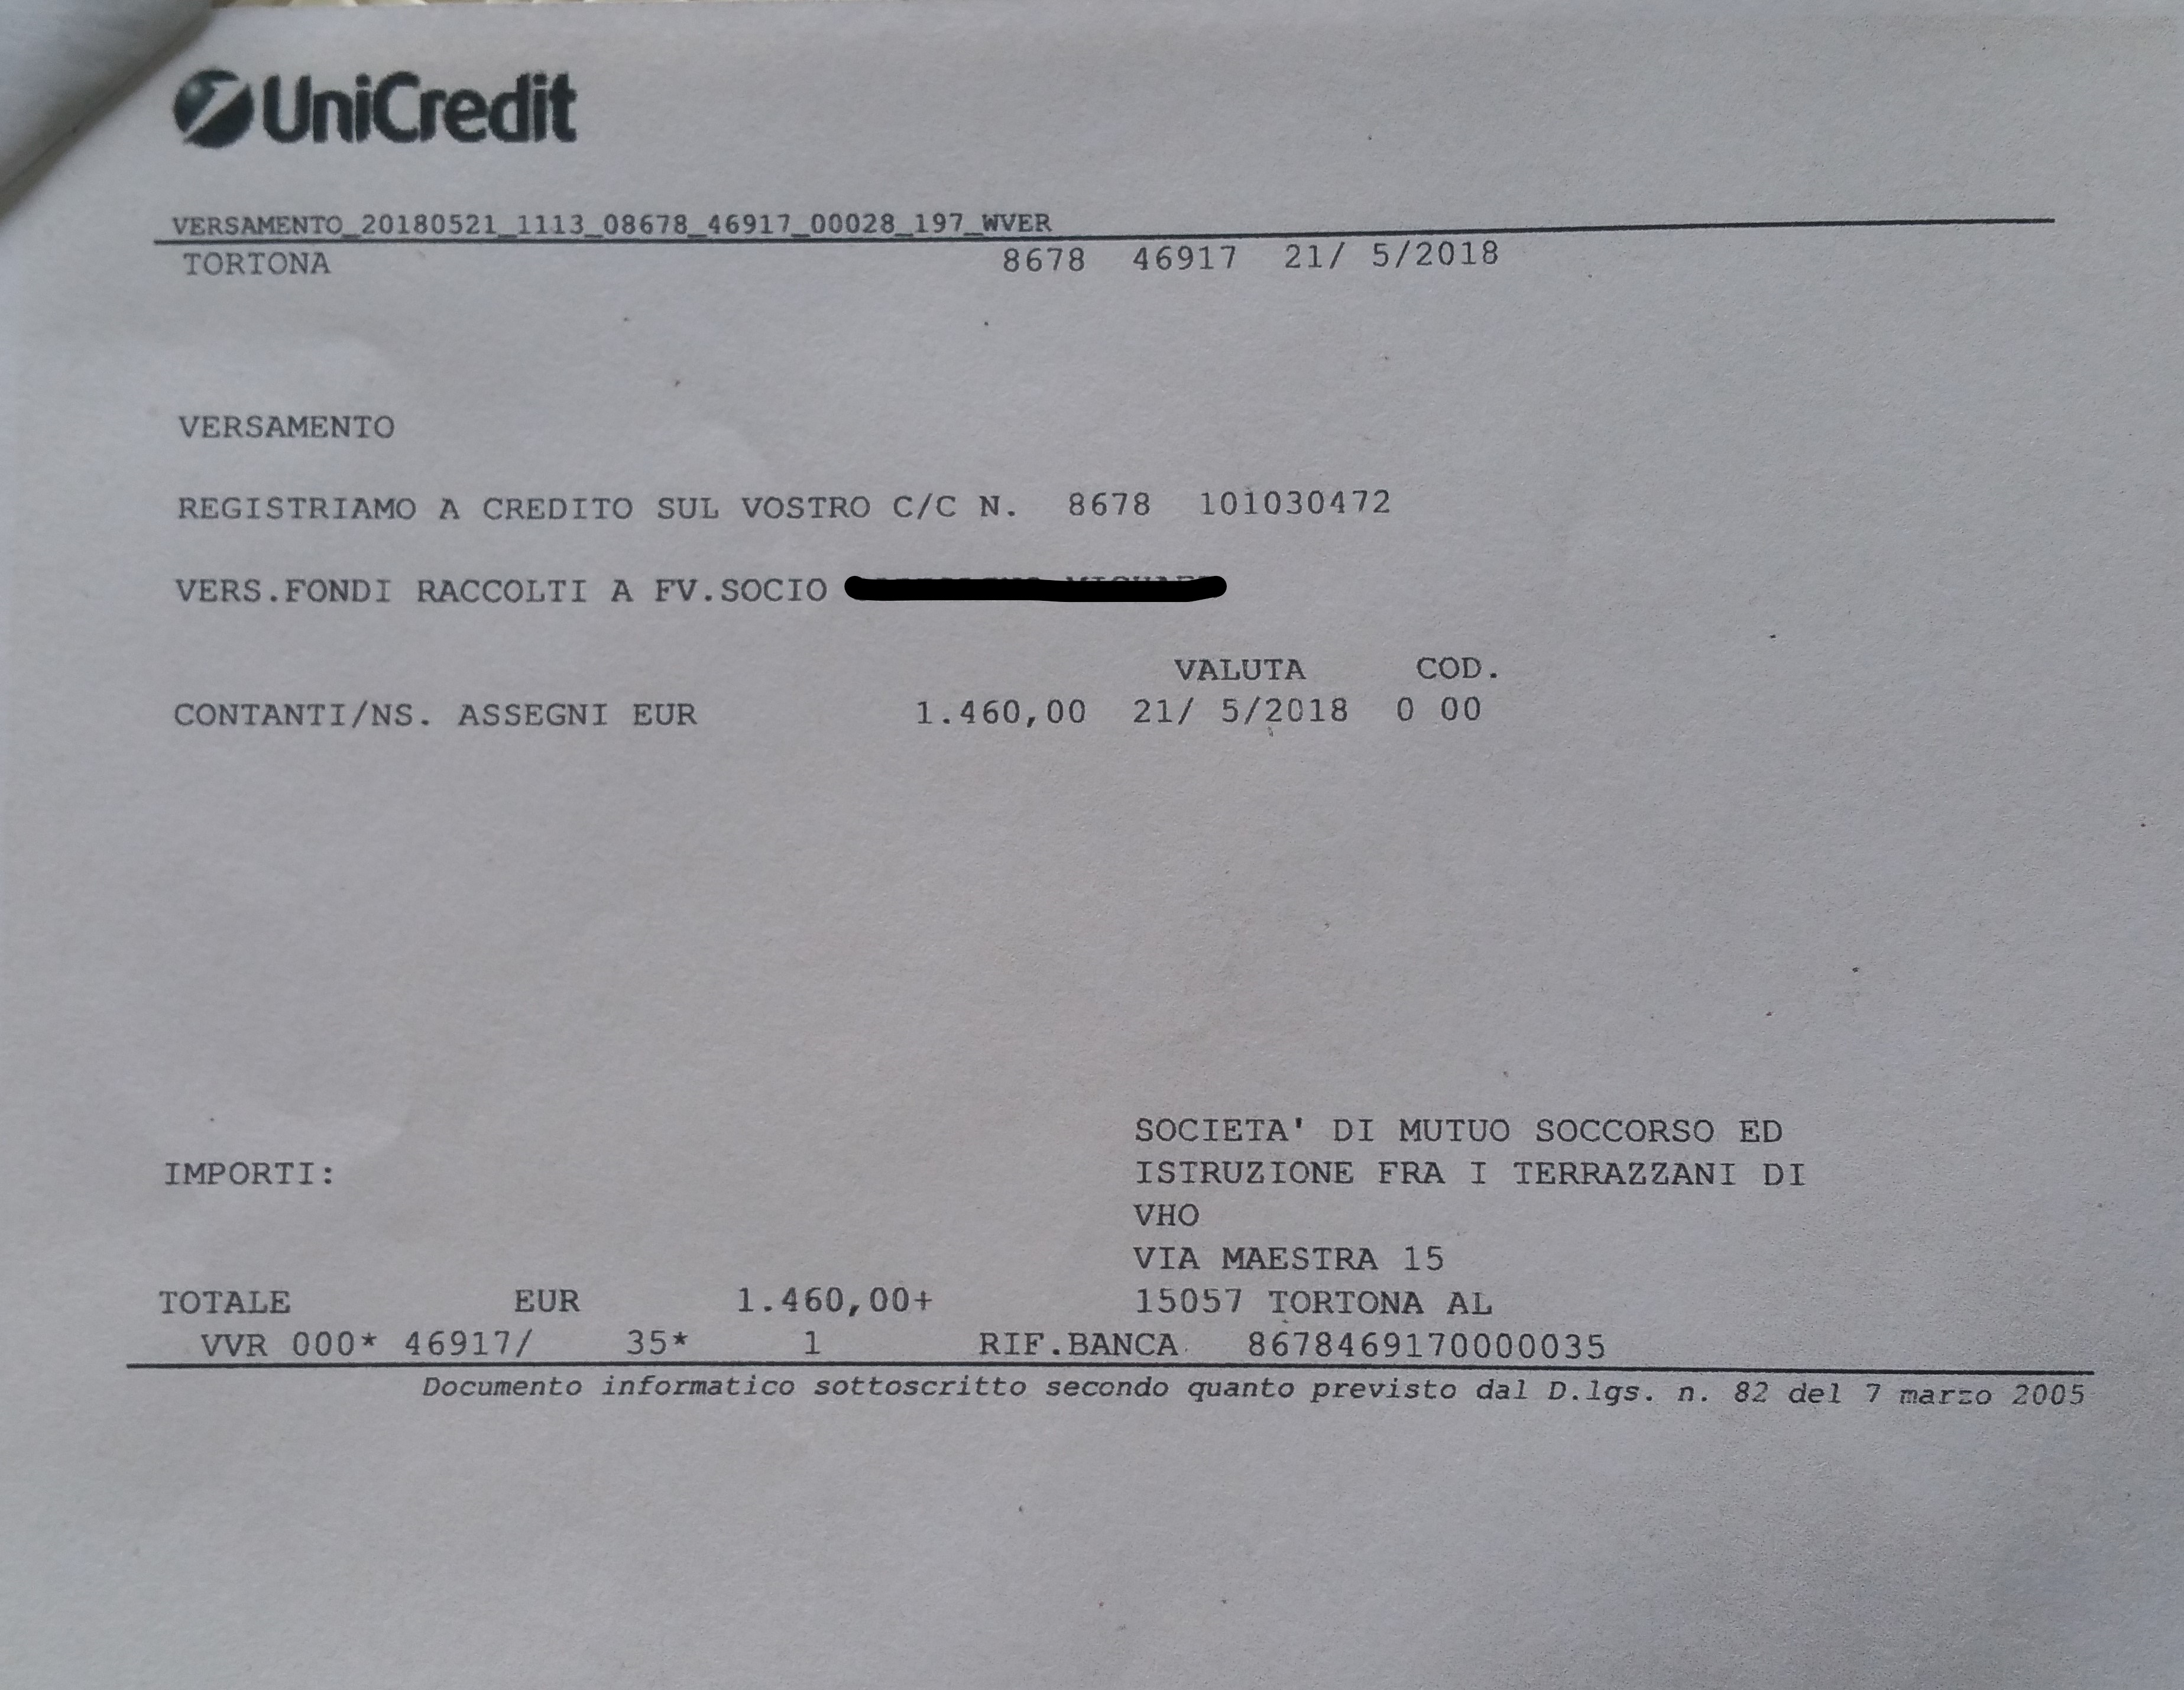 UniCredit
VERSAMENTO_20180521_1113_08678_46917_00028_197_WVER
TORTONA 8678 46917 21/ 5/2018
VERSAMENTO
REGISTRIAMO A CREDITO SUL VOSTRO C/C N. 8678 101030472
VERS.FONDI RACCOLTI A FV.SOCIO
VALUTA COD.
CONTANTI/NS. ASSEGNI EUR 1.460,00 21/ 5/2018 0 00
SOCIETA' DI MUTUO SOCCORSO ED
IMPORTI: ISTRUZIONE FRA I TERRAZZANI DI
VHO
VIA MAESTRA 15
TOTALE EUR 1.460,00+ 15057 TORTONA AL
VVR 000* 46917/ 35* 1 RIF.BANCA 8678469170000035
Documento informatico sottoscritto secondo quanto previsto dal D.lgs. n. 82 del 7 marzo 2005